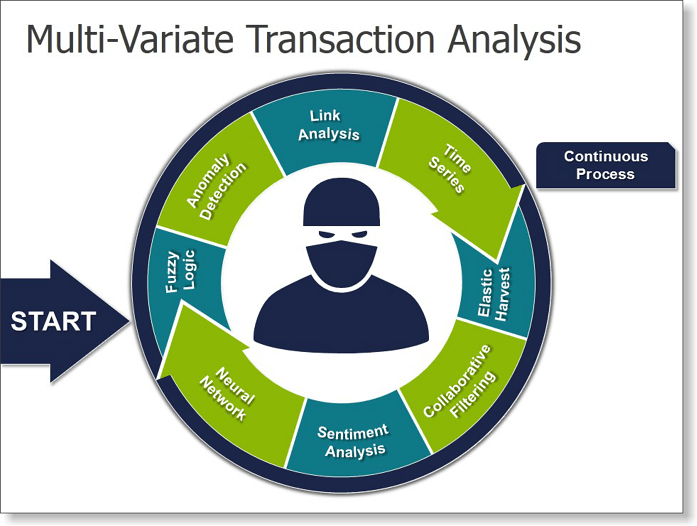 Multi-Variate Transaction Analysis
START
Fuzzy
Logic
Anomaly
Detection
Link
Analysis
Time
Series
Continuous
Process
Elastic
Harvest
Collaborative
Filtering
Sentiment
Analysis
Neural
Network